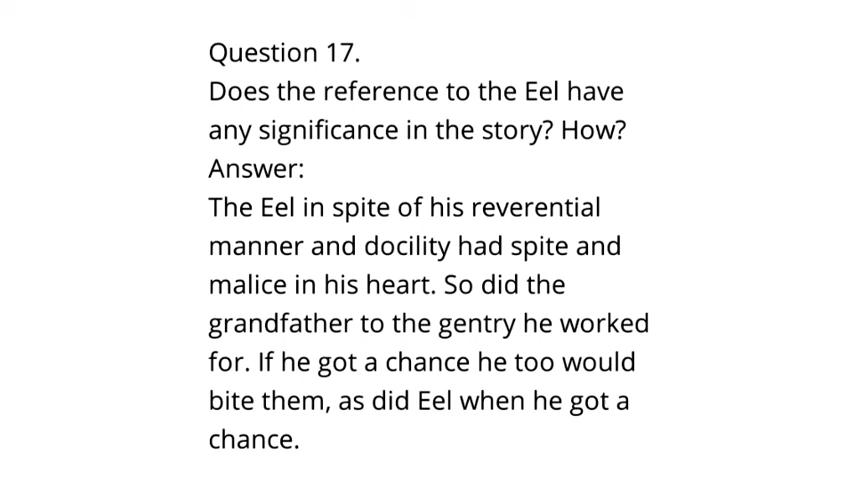 Question 17.
Does the reference to the Eel have
any significance in the story? How?
Answer:
The Eel in spite of his reverential
manner and docility had spite and
malice in his heart. So did the
grandfather to the gentry he worked
for. If he got a chance he too would
bite them, as did Eel when he got a
chance.